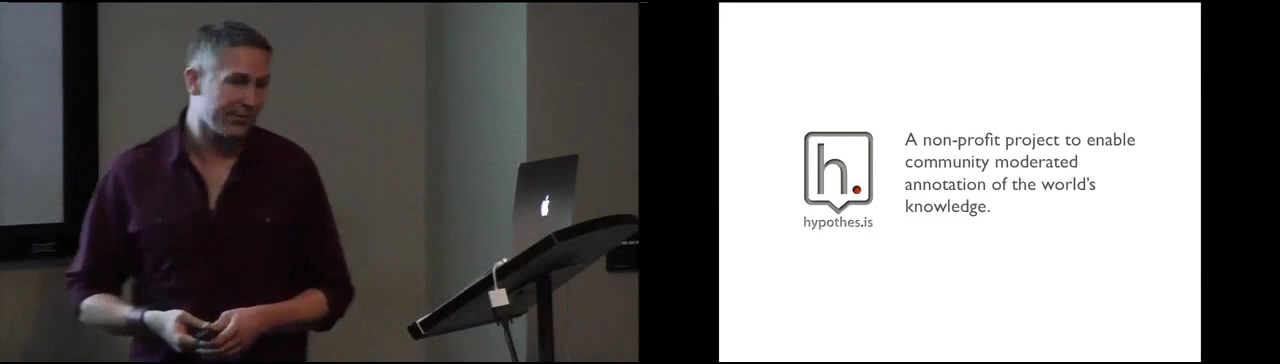 h.
hypothes.is
A non-profit project to enable
community moderated
annotation of the world's
knowledge.